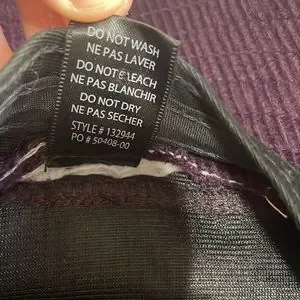 DO NOT WASH
NE PAS LAVER
DO NOT BLEACH
NE PAS BLANCHIR
DO NOT DRY
NE PAS SECHER
STYLE # 132944
PO # 50408-00